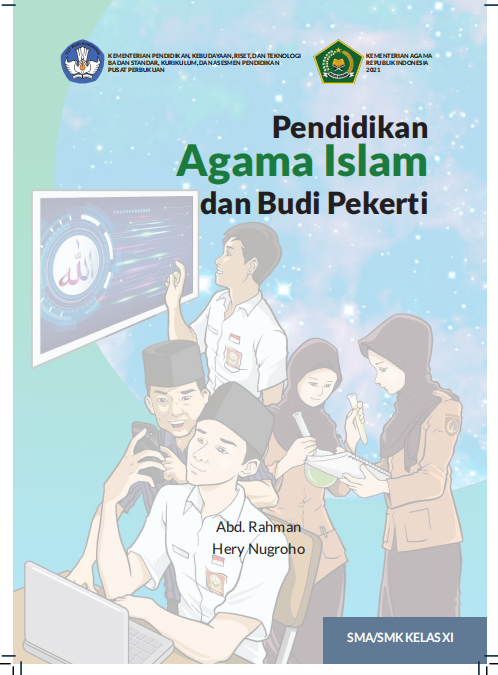 KEMENTERIAN PENDIDIKAN, KEBUDAYAAN, RISET, DAN TEKNOLOGI
BADAN STANDAR, KURIKULUM, DAN ASESMEN PENDIDIKAN
PUSAT PERBUKUAN
KEMENTERIAN AGAMA
REPUBLIK INDONESIA
2021
Pendidikan
Agama Islam
dan Budi Pekerti
الله
Abd. Rahman
Hery Nugroho
SMA/SMK KELAS XI